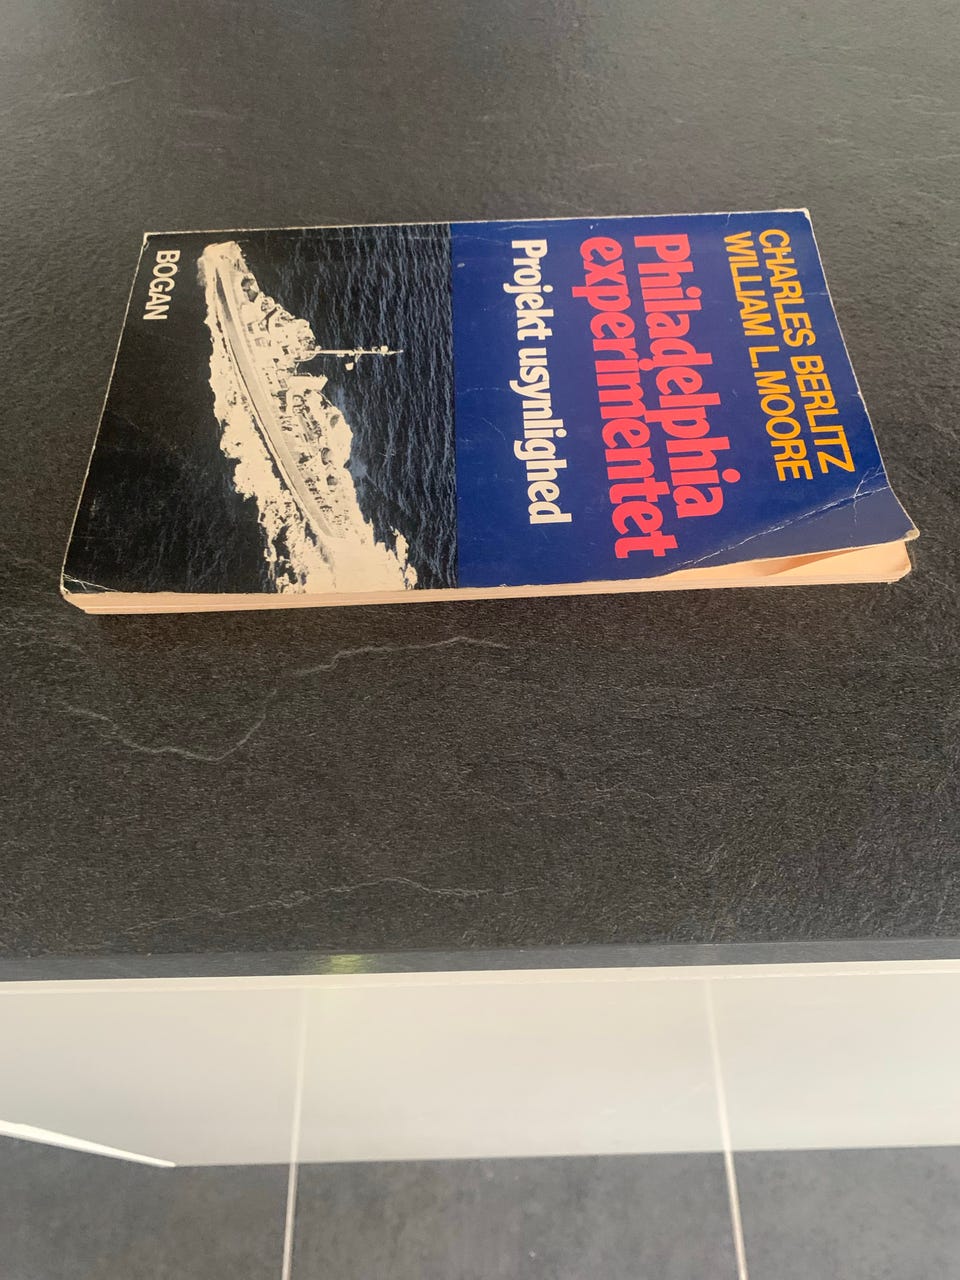 CHARLES BERLITZ
WILLIAM L. MOORE
Philadelphia
experimentet
Projekt usynlighed
BOGAN